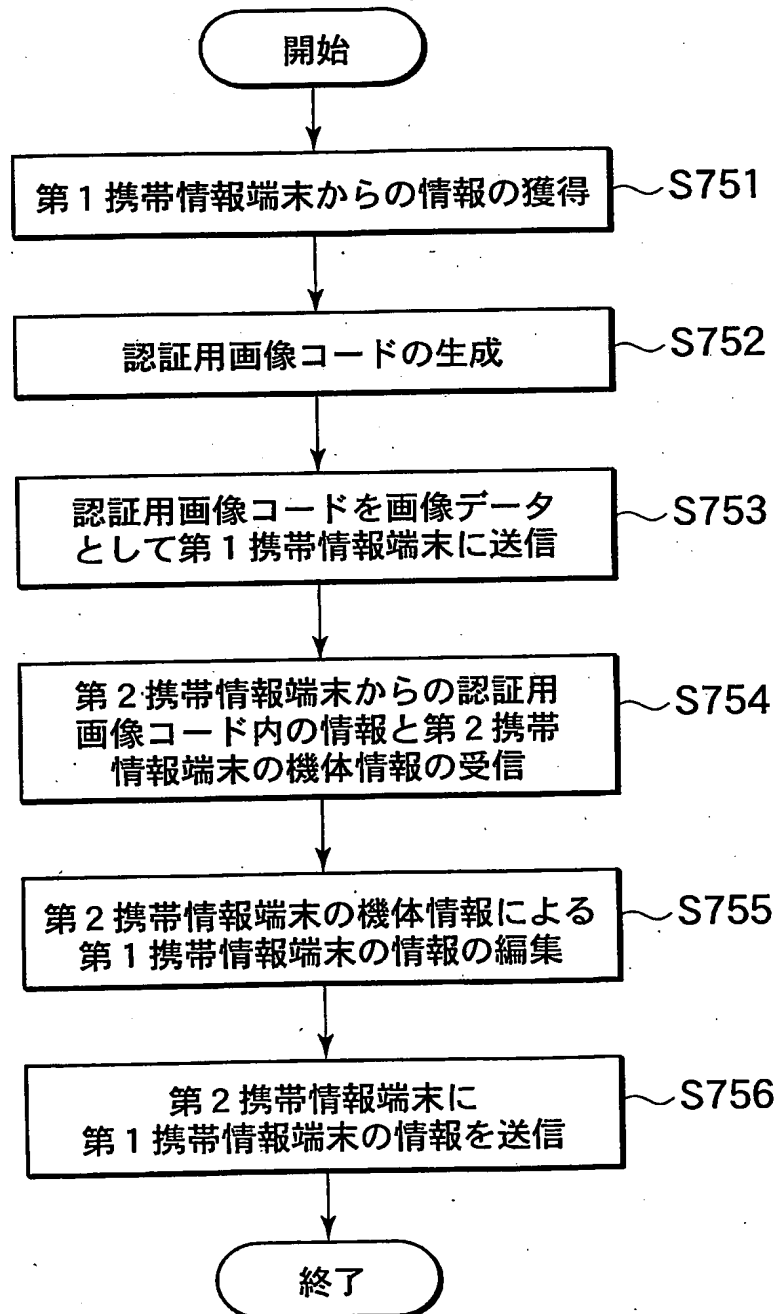 開始
第1携帯情報端末からの情報の獲得 S751
認証用画像コードの生成 S752
認証用画像コードを画像データ
として第1携帯情報端末に送信
S753
第2携帯情報端末からの認証用
画像コード内の情報と第2携帯
情報端末の機体情報の受信
S754
第2携帯情報端末の機体情報による
第1携帯情報端末の情報の編集
S755
第2携帯情報端末に
第1携帯情報端末の情報を送信
S756
終了